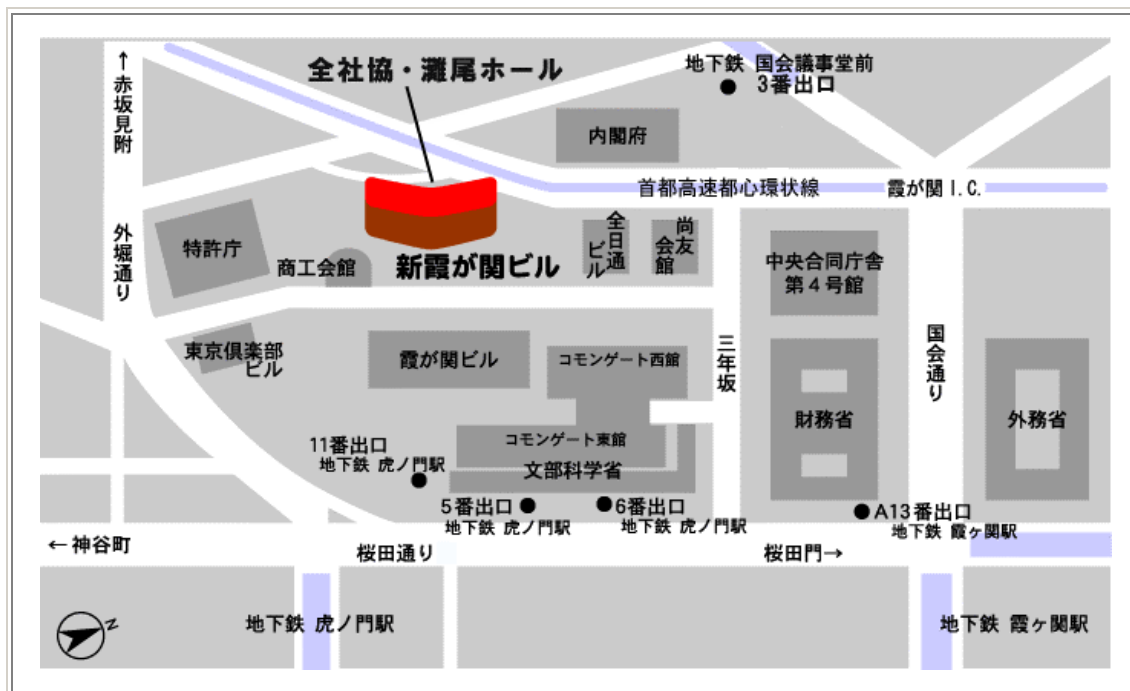 全社協・灘尾ホール
地下鉄 国会議事堂前
3番出口
↑赤坂見附
内閣府
首都高速都心環状線
霞が関 I.C.
外堀通り
特許庁
商工会館
新霞が関ビル
全日通
ビル
尚友
会館
中央合同庁舎
第4号館
東京倶楽部
ビル
霞が関ビル
コモンゲート西館
三年坂
国会通り
財務省
外務省
コモンゲート東館
文部科学省
11番出口
地下鉄 虎ノ門駅
5番出口
地下鉄 虎ノ門駅
6番出口
地下鉄 虎ノ門駅
A13番出口
地下鉄 霞ヶ関駅
←神谷町
桜田通り
桜田門→
地下鉄 虎ノ門駅
地下鉄 霞ヶ関駅
N